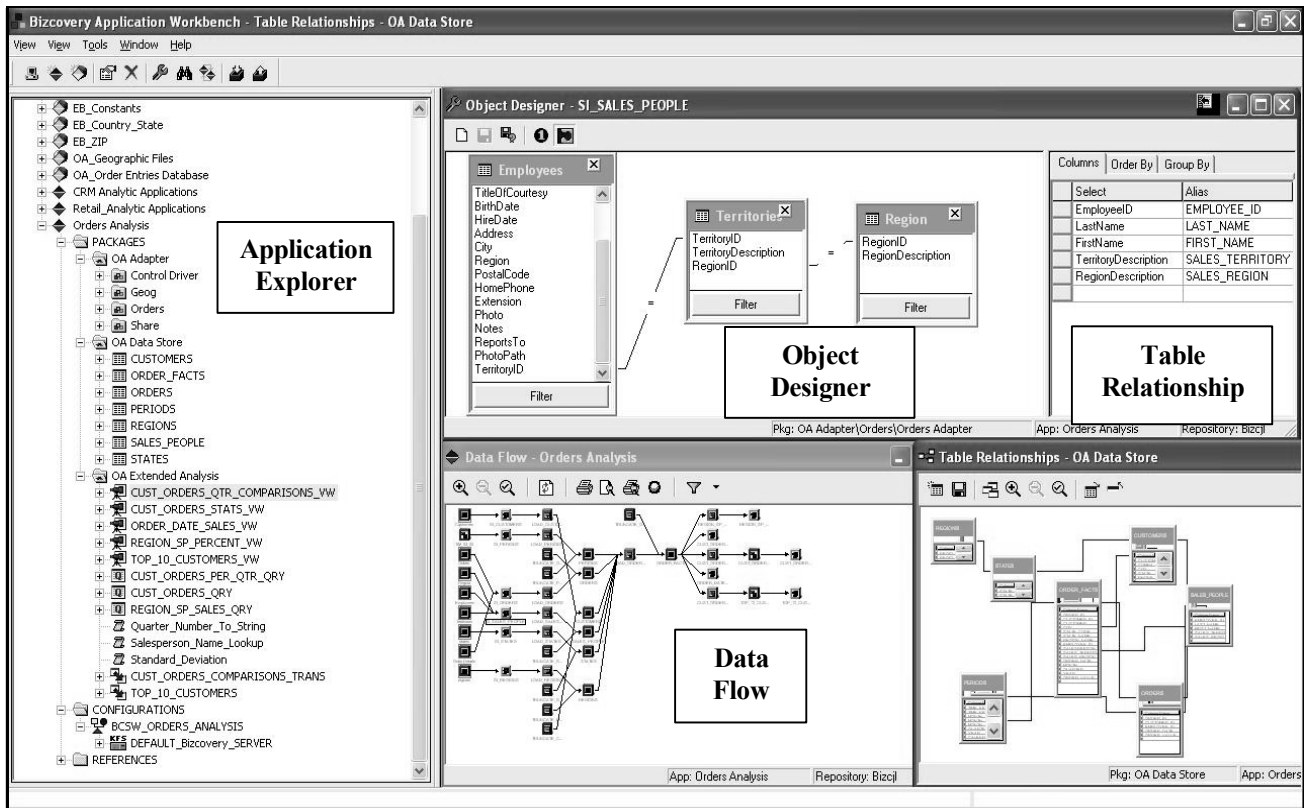 Bizcovery Application Workbench - Table Relationships - OA Data Store
View View Tools Window Help
EB_Constants
EB_Country_State
EB_ZIP
OA_Geographic Files
OA_Order Entries Database
CRM Analytic Applications
Retail_Analytic Applications
Orders Analysis
PACKAGES
OA Adapter
Control Driver
Geog
Orders
Share
OA Data Store
CUSTOMERS
ORDER_FACTS
ORDERS
PERIODS
REGIONS
SALES_PEOPLE
STATES
OA Extended Analysis
CUST_ORDERS_QTR_COMPARISONS_VW
CUST_ORDERS_STATS_VW
ORDER_DATE_SALES_VW
REGION_SP_PERCENT_VW
TOP_10_CUSTOMERS_VW
CUST_ORDERS_PER_QTR_QRY
CUST_ORDERS_QRY
REGION_SP_SALES_QRY
Quarter_Number_To_String
Salesperson_Name_Lookup
Standard_Deviation
CUST_ORDERS_COMPARISONS_TRANS
TOP_10_CUSTOMERS
CONFIGURATIONS
BCSW_ORDERS_ANALYSIS
KFS DEFAULT_Bizcovery_SERVER
REFERENCES
Application
Explorer
Object Designer - SI_SALES_PEOPLE
Employees
TitleOfCourtesy
BirthDate
HireDate
Address
City
Region
PostalCode
HomePhone
Extension
Photo
Notes
ReportsTo
PhotoPath
TerritoryID
Filter
=
Territories
TerritoryID
TerritoryDescription
RegionID
Filter
=
Region
RegionID
RegionDescription
Filter
Object
Designer
Columns Order By Group By
Select Alias
EmployeeID EMPLOYEE_ID
LastName LAST_NAME
FirstName FIRST_NAME
TerritoryDescription SALES_TERRITORY
RegionDescription SALES_REGION
Table
Relationship
Pkg: OA Adapter\Orders\Orders Adapter App: Orders Analysis Repository: Bizcjl
Data Flow - Orders Analysis
Data
Flow
App: Orders Analysis Repository: Bizcjl
Table Relationships - OA Data Store
REGIONS
STATES
CUSTOMERS
ORDER_FACTS
SALES_PEOPLE
PERIODS
ORDERS
Pkg: OA Data Store App: Orders